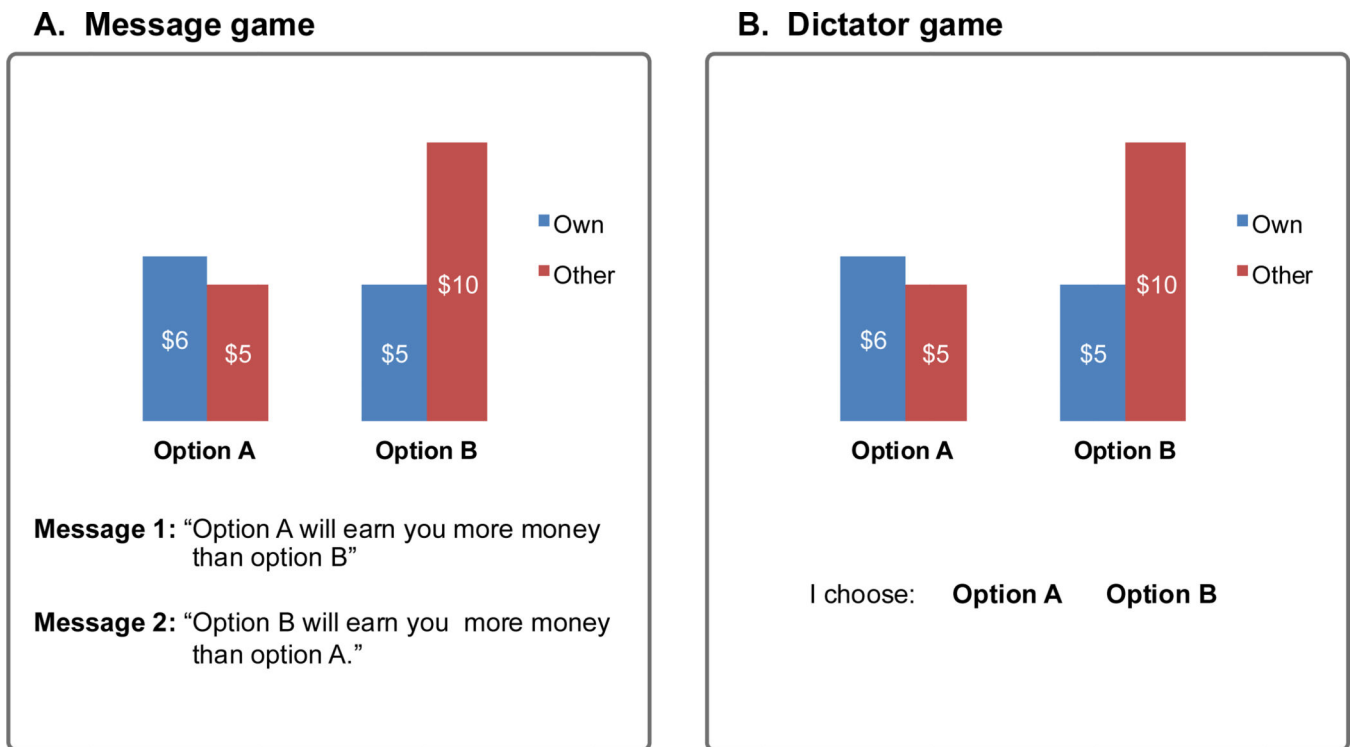 A. Message game
Own
Other
$6
$5
$5
$10
Option A
Option B
Message 1: “Option A will earn you more money
than option B”
Message 2: “Option B will earn you more money
than option A.”
B. Dictator game
Own
Other
$6
$5
$5
$10
Option A
Option B
I choose: Option A Option B